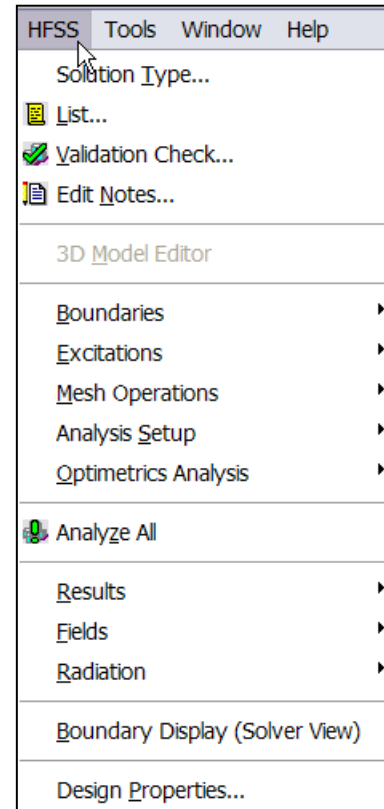 HFSS Tools Window Help
Solution Type...
List...
Validation Check...
Edit Notes...
3D Model Editor
Boundaries
Excitations
Mesh Operations
Analysis Setup
Optimetrics Analysis
Analyze All
Results
Fields
Radiation
Boundary Display (Solver View)
Design Properties...